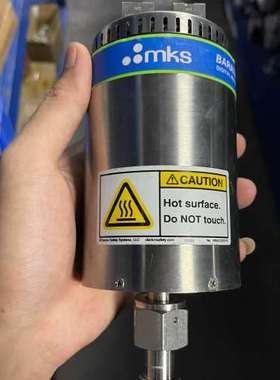 mks
BARA
DIGITAL
CAUTION
Hot surface.
Do NOT touch.